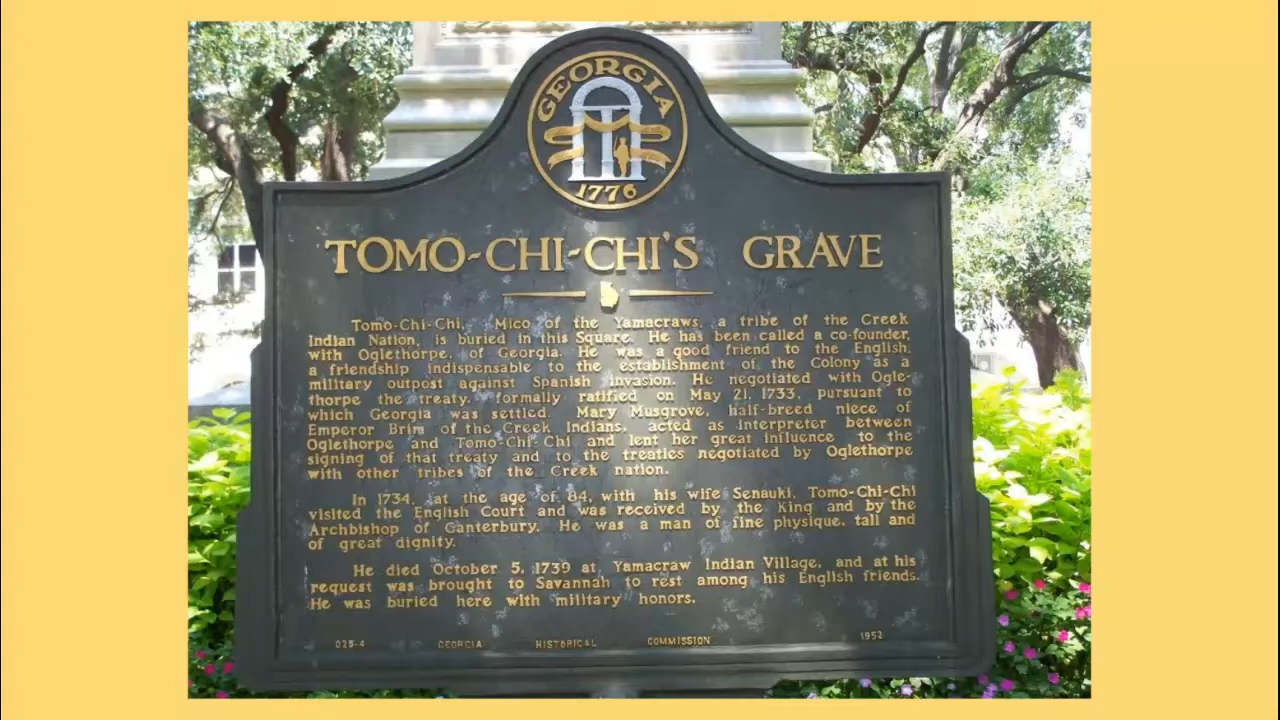 GEORGIA
1776
TOMO-CHI-CHI'S GRAVE
Tomo-Chi-Chi, Mico of the Yamacraws, a tribe of the Creek
Indian Nation, is buried in this Square. He has been called a co-founder,
with Oglethorpe, of Georgia. He was a good friend to the English,
a friendship indispensable to the establishment of the Colony as a
military outpost against Spanish invasion. He negotiated with Ogle-
thorpe the treaty, formally ratified on May 21, 1733, pursuant to
which Georgia was settled. Mary Musgrove, half-breed niece of
Emperor Brim of the Creek Indians, acted as interpreter between
Oglethorpe and Tomo-Chi-Chi and lent her great influence to the
signing of that treaty and to the treaties negotiated by Oglethorpe
with other tribes of the Creek nation.
In 1734, at the age of 84, with his wife Senauki, Tomo-Chi-Chi
visited the English Court and was received by the King and by the
Archbishop of Canterbury. He was a man of fine physique, tall and
of great dignity.
He died October 5, 1739 at Yamacraw Indian Village, and at his
request was brought to Savannah to rest among his English friends.
He was buried here with military honors.
025-4 GEORGIA HISTORICAL COMMISSION 1952